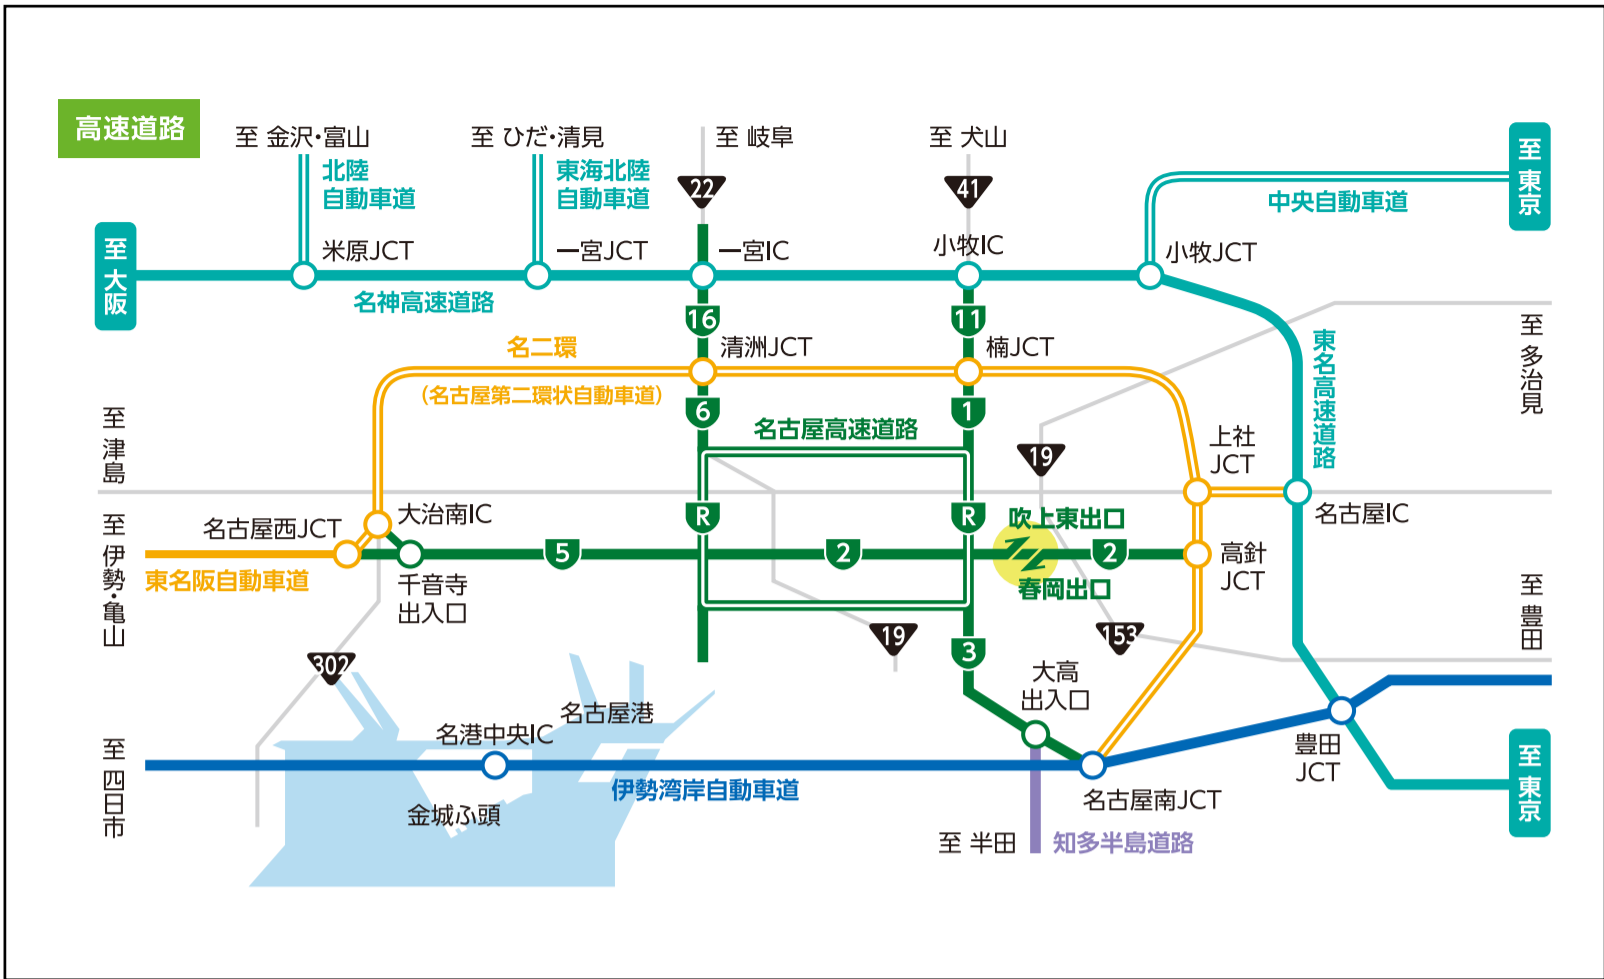 高速道路
至 金沢・富山
至 ひだ・清見
至 岐阜
至 犬山
至 東京
北陸
自動車道
東海北陸
自動車道
22
41
中央自動車道
至 大阪
米原JCT
一宮JCT
一宮IC
小牧IC
小牧JCT
名神高速道路
16
11
至 多治見
名二環
清洲JCT
楠JCT
東名高速道路
(名古屋第二環状自動車道)
6
1
名古屋高速道路
至 津島
19
上社
JCT
名古屋西JCT
大治南IC
R
R
吹上東出口
名古屋IC
至 伊勢・亀山
5
2
2
高針
JCT
東名阪自動車道
千音寺
出入口
春岡出口
至 豊田
302
19
3
153
大高
出入口
名古屋港
名港中央IC
至 四日市
豊田
JCT
至 東京
伊勢湾岸自動車道
名古屋南JCT
金城ふ頭
至 半田
知多半島道路